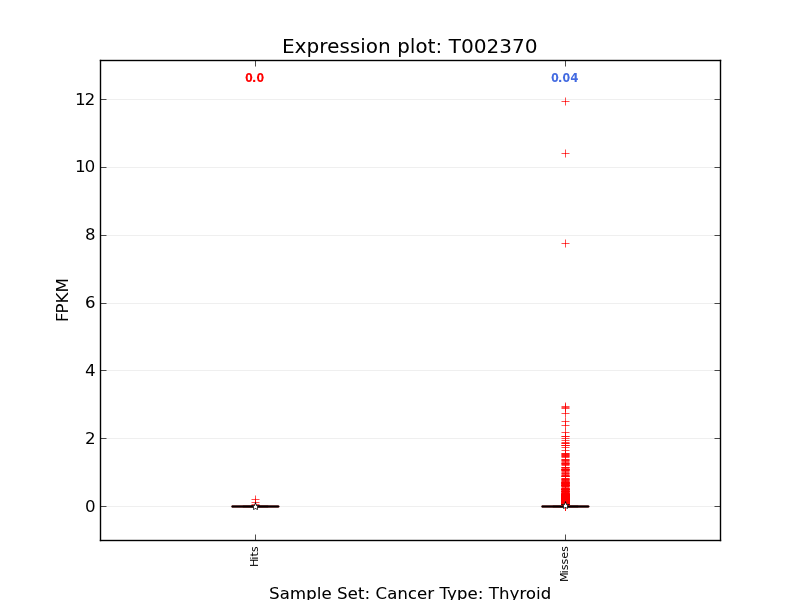 Expression plot: T002370
0.0
0.04
12
10
8
6
4
2
0
FPKM
Hits
Misses
Sample Set: Cancer Type: Thyroid